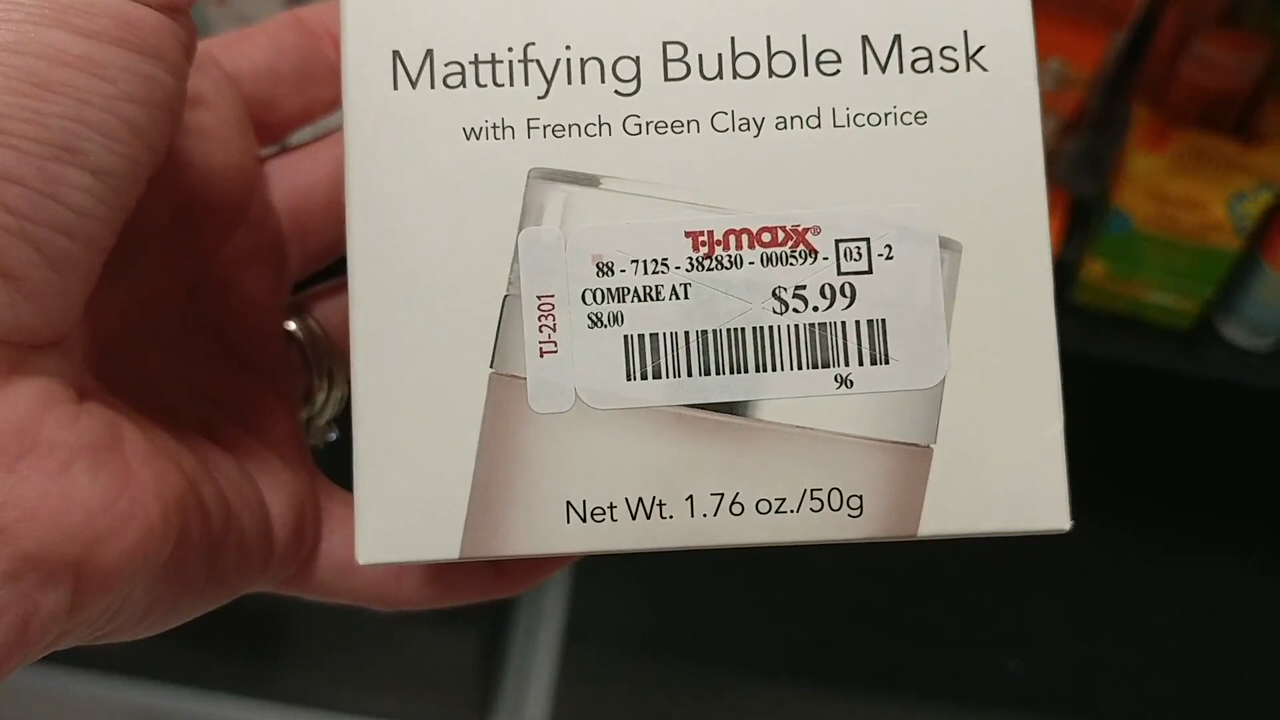 Mattifying Bubble Mask
with French Green Clay and Licorice
T.J.maxx®
88 - 7125 - 382830 - 000599 - 03 -2
COMPARE AT
$5.99
$8.00
TJ-2301
96
Net Wt. 1.76 oz./50g